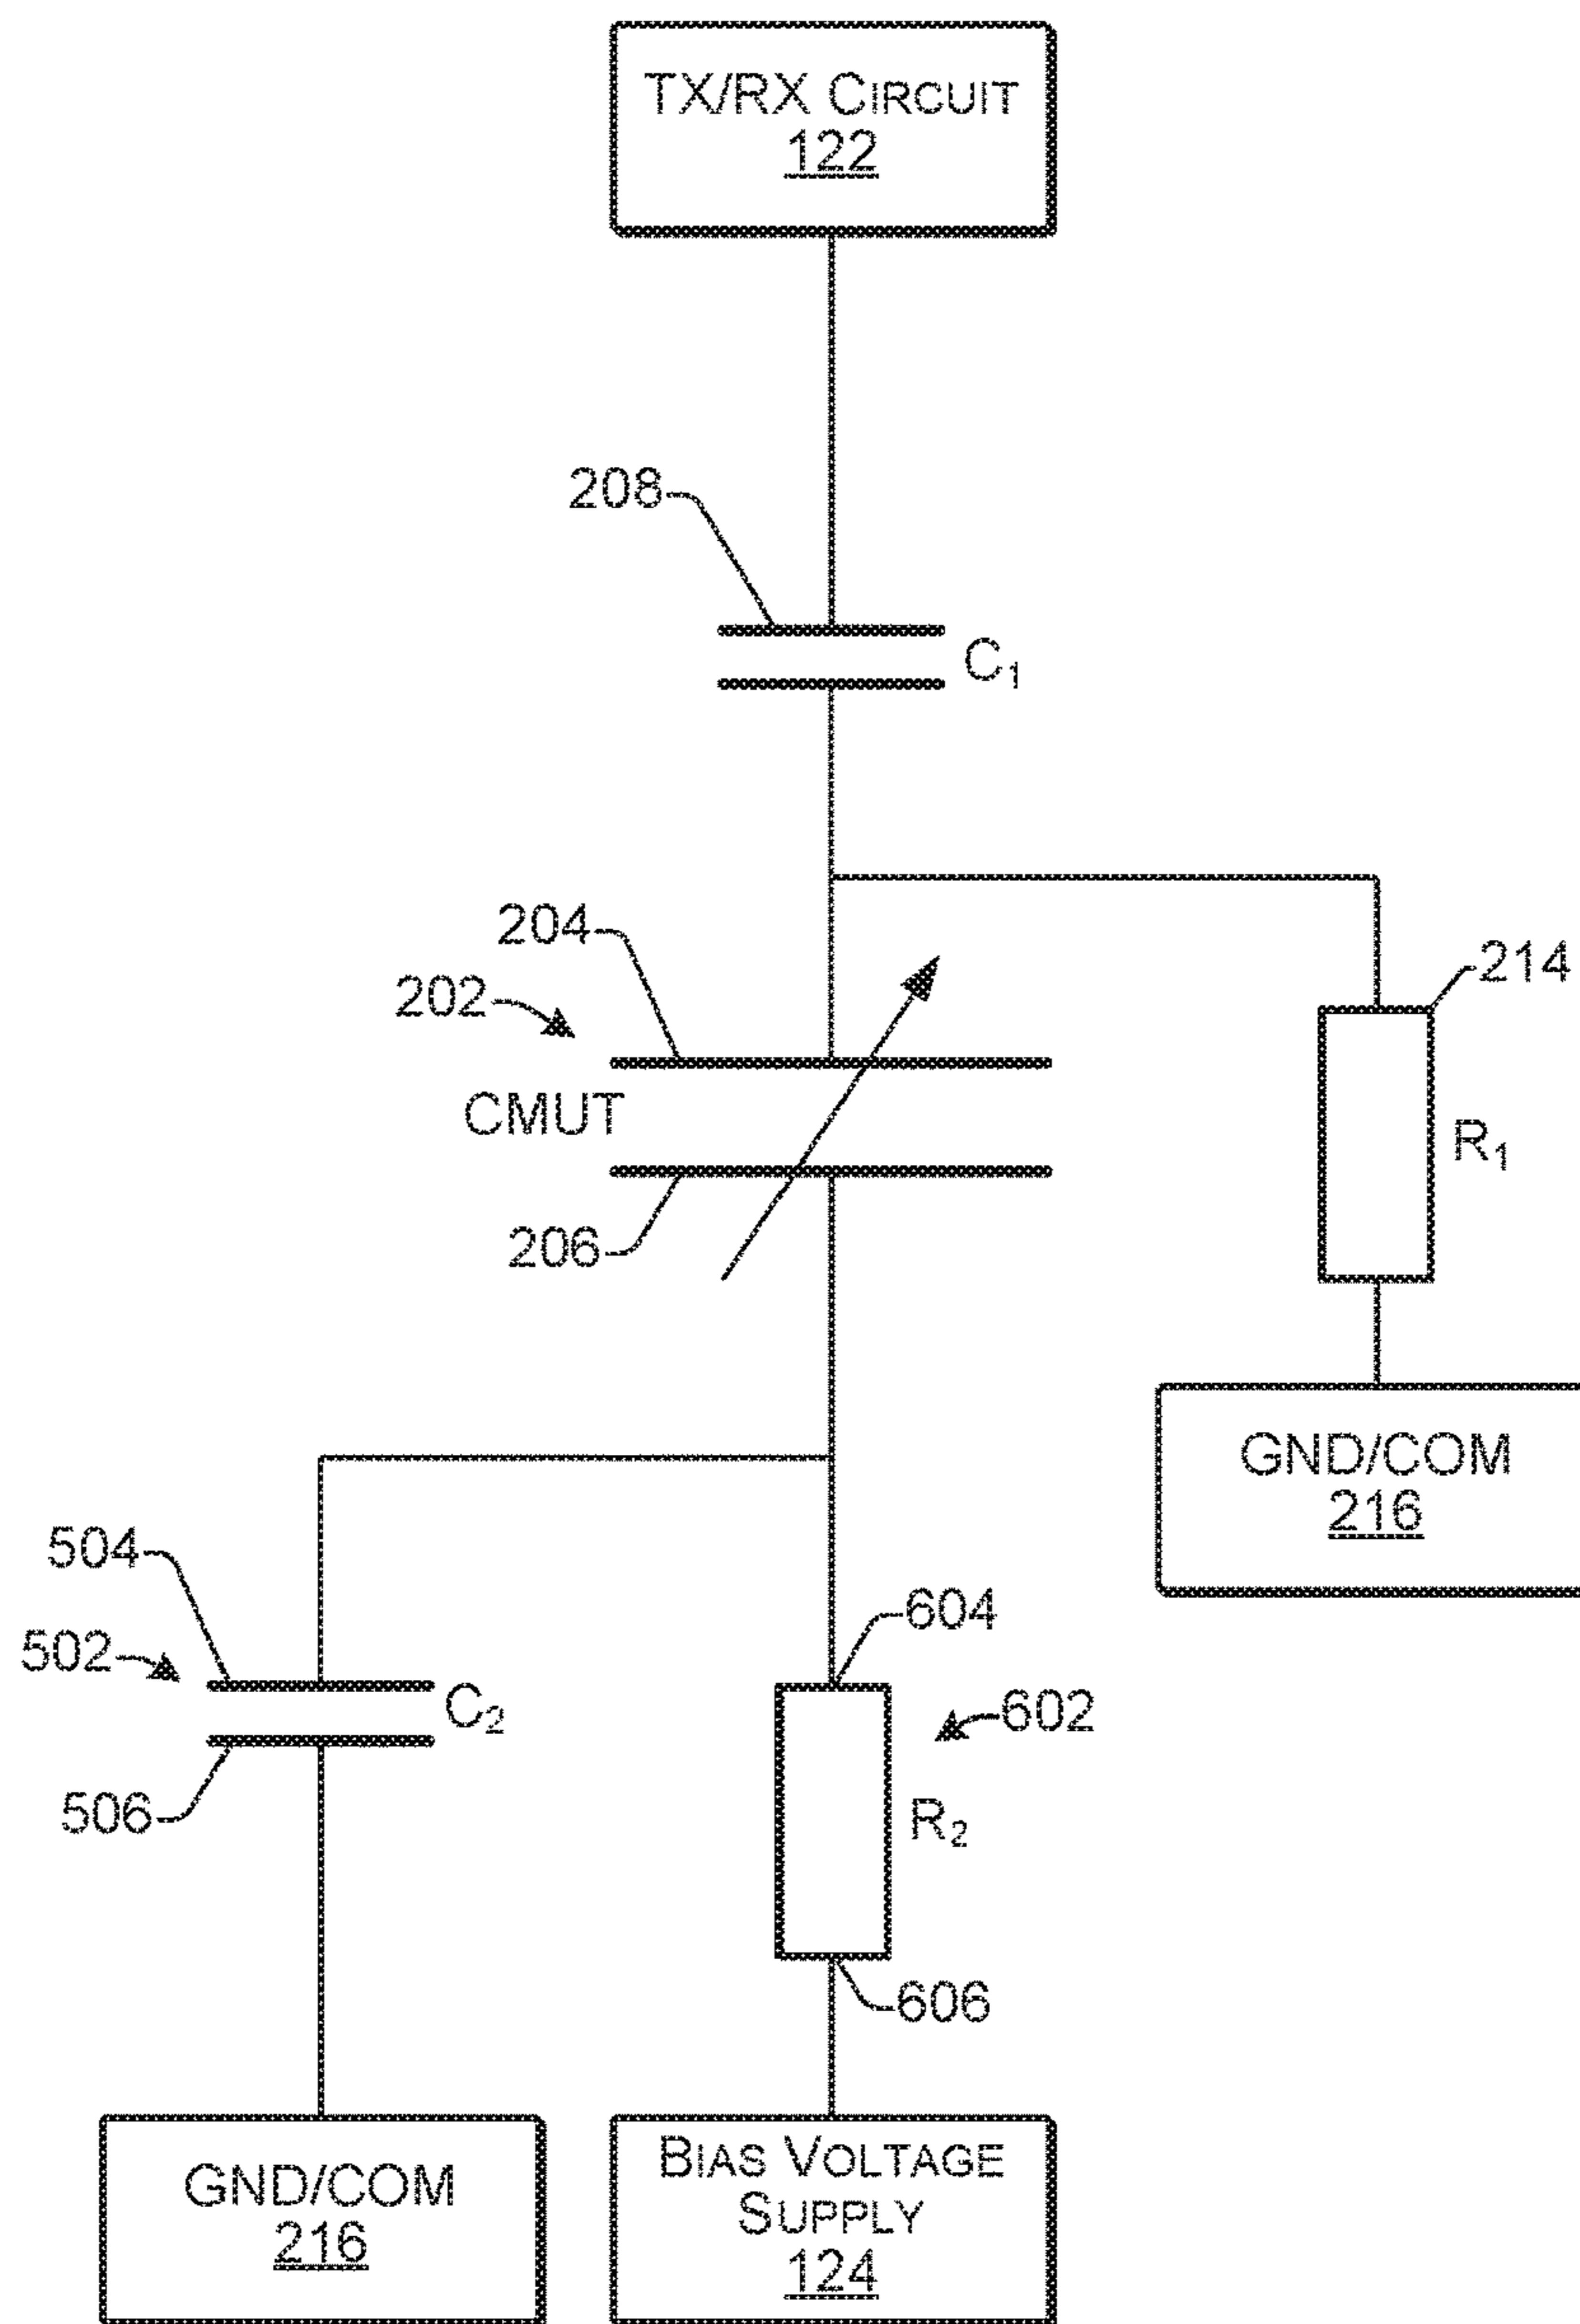 TX/RX CIRCUIT
122
208
C₁
204
202
214
CMUT
R₁
206
GND/COM
216
504
604
502
C₂
602
506
R₂
606
BIAS VOLTAGE
SUPPLY
124
GND/COM
216